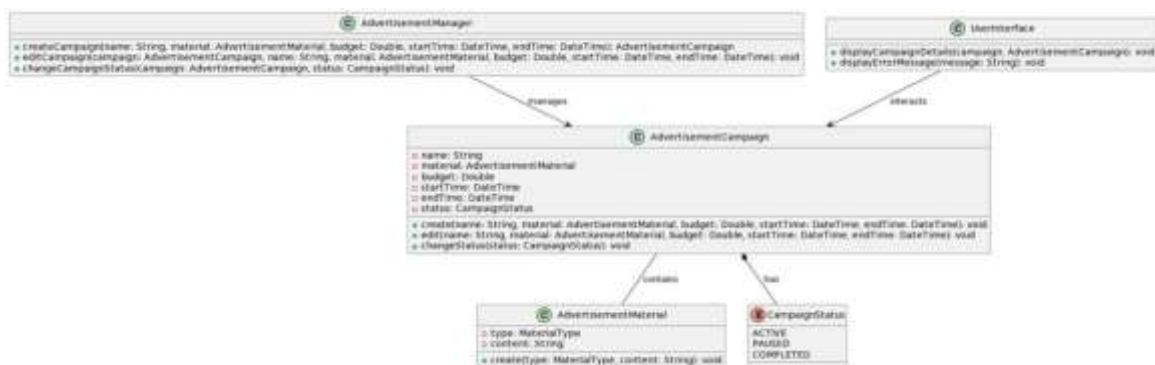 C AdvertisementManager
createCampaign(name: String, material: AdvertisementMaterial, budget: Double, startTime: DateTime, endTime: DateTime): AdvertisementCampaign
editCampaign(campaign: AdvertisementCampaign, name: String, material: AdvertisementMaterial, budget: Double, startTime: DateTime, endTime: DateTime): void
changeCampaignStatus(campaign: AdvertisementCampaign, status: CampaignStatus): void
C UserInterface
displayCampaignDetails(campaign: AdvertisementCampaign): void
displayErrorMessage(message: String): void
manages
interacts
C AdvertisementCampaign
name: String
material: AdvertisementMaterial
budget: Double
startTime: DateTime
endTime: DateTime
status: CampaignStatus
create(name: String, material: AdvertisementMaterial, budget: Double, startTime: DateTime, endTime: DateTime): void
edit(name: String, material: AdvertisementMaterial, budget: Double, startTime: DateTime, endTime: DateTime): void
changeStatus(status: CampaignStatus): void
contains
has
C AdvertisementMaterial
type: MaterialType
content: String
create(type: MaterialType, content: String): void
E CampaignStatus
ACTIVE
PAUSED
COMPLETED